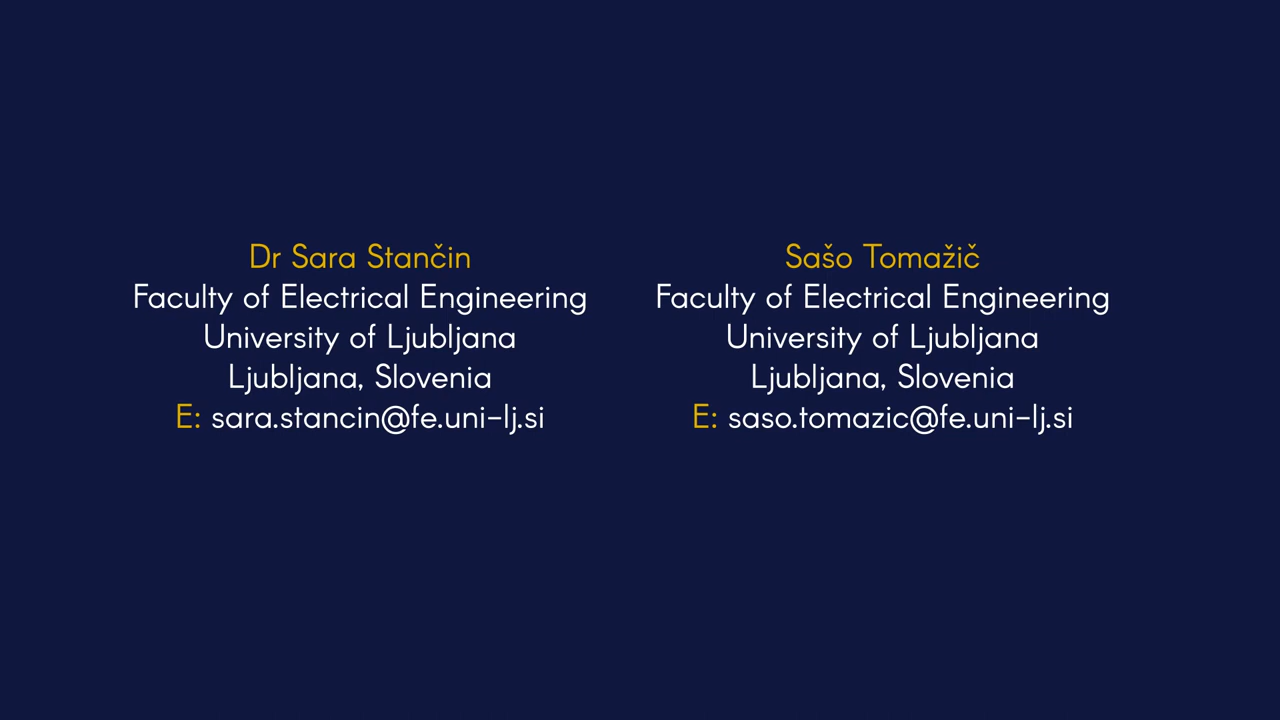 Dr Sara Stančin
Faculty of Electrical Engineering
University of Ljubljana
Ljubljana, Slovenia
E: sara.stancin@fe.uni-lj.si
Sašo Tomažič
Faculty of Electrical Engineering
University of Ljubljana
Ljubljana, Slovenia
E: saso.tomazic@fe.uni-lj.si